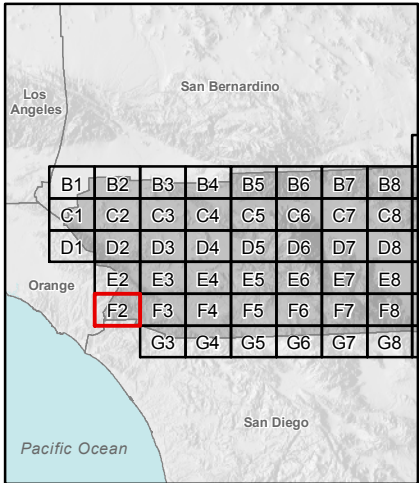 San Bernardino
Los
Angeles
B1 B2 B3 B4 B5 B6 B7 B8
C1 C2 C3 C4 C5 C6 C7 C8
D1 D2 D3 D4 D5 D6 D7 D8
E2 E3 E4 E5 E6 E7 E8
Orange
F2 F3 F4 F5 F6 F7 F8
G3 G4 G5 G6 G7 G8
San Diego
Pacific Ocean